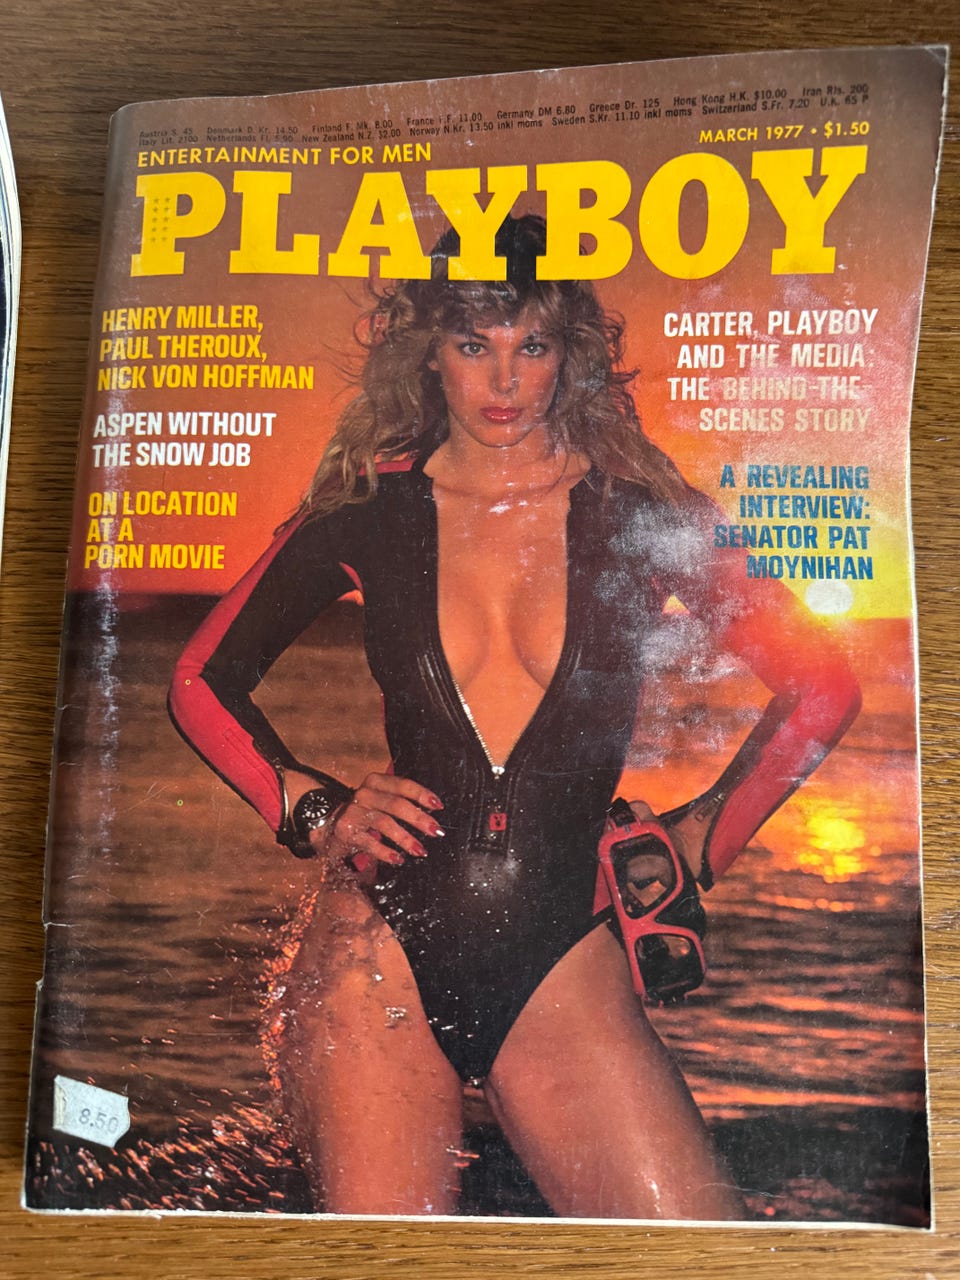 Austria S. 45 Denmark D. Kr. 14.50 Finland F. Mk. 8.00 France F.F. 11.00 Germany DM 6.80 Greece Dr. 125 Hong Kong H.K. $10.00 Iran Rls. 200
Italy Lit. 2100 Netherlands Fl. 5.90 New Zealand N.Z. $2.00 Norway N.Kr. 13.50 inkl moms Sweden S.Kr. 11.10 inkl moms Switzerland S.Fr. 7.20 U.K. 65 P
ENTERTAINMENT FOR MEN
MARCH 1977 • $1.50
PLAYBOY
HENRY MILLER,
PAUL THEROUX,
NICK VON HOFFMAN
ASPEN WITHOUT
THE SNOW JOB
ON LOCATION
AT A
PORN MOVIE
CARTER, PLAYBOY
AND THE MEDIA:
THE BEHIND-THE-
SCENES STORY
A REVEALING
INTERVIEW:
SENATOR PAT
MOYNIHAN
8.50